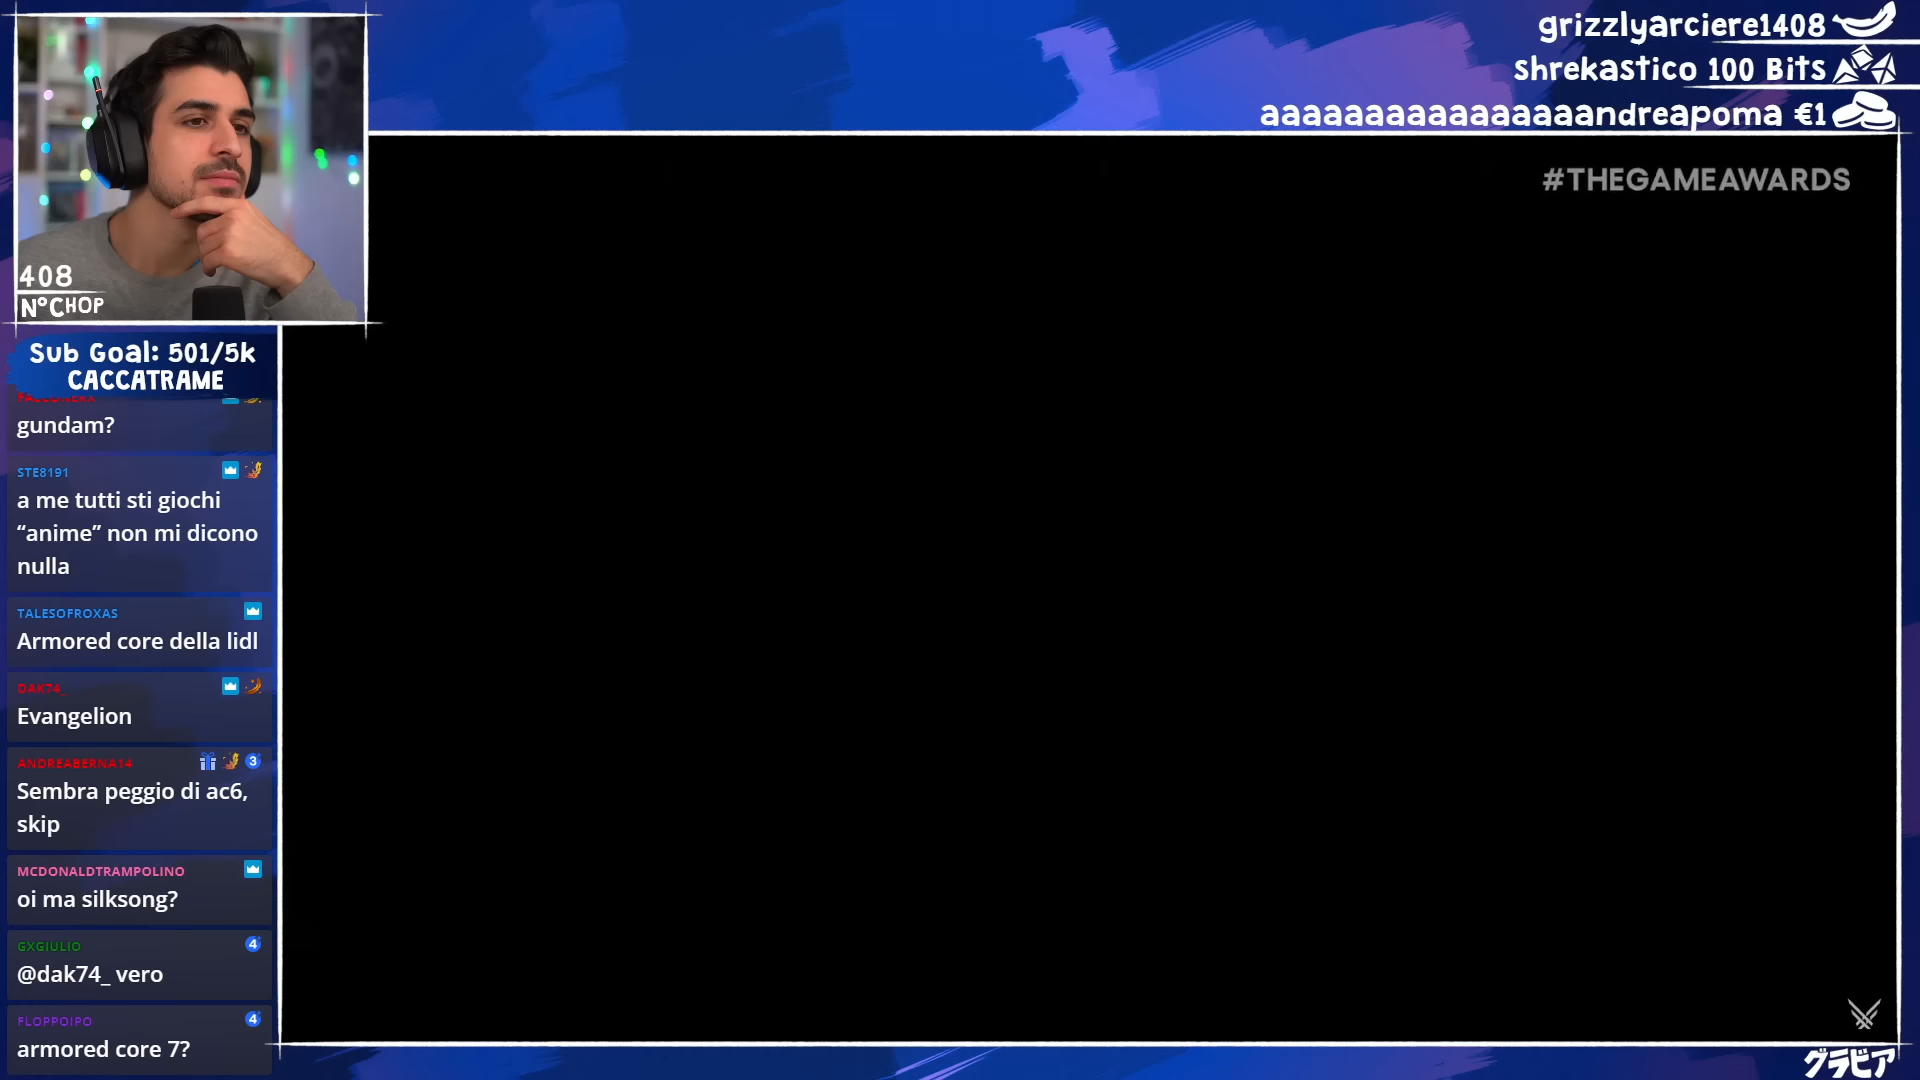 grizzlyarciere1408
shrekastico 100 Bits
aaaaaaaaaaaaaaaandreapoma €1
#THEGAMEAWARDS
408
N°CHOP
Sub Goal: 501/5k
CACCATRAME
gundam?
STE8191
a me tutti sti giochi
“anime” non mi dicono
nulla
TALESOFROXAS
Armored core della lidl
DAK74_
Evangelion
ANDREABERNA14
3
Sembra peggio di ac6,
skip
MCDONALDTRAMPOLINO
oi ma silksong?
GXGIULIO
4
@dak74_ vero
FLOPPOIPO
4
armored core 7?
グラビア